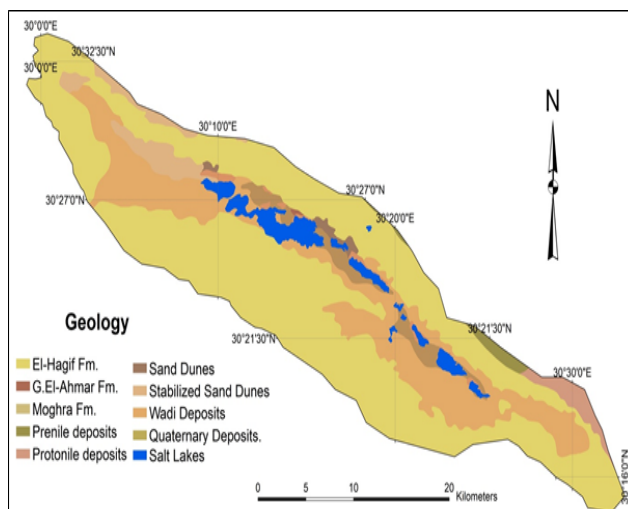 30°0'0"E
30°32'30"N
30°0'0"E
30°10'0"E
N
30°27'0"N
30°20'0"E
30°27'0"N
Geology
30°21'30"N
30°21'30"N
30°30'0"E
30°16'0"N
El-Hagif Fm.
G.El-Ahmar Fm.
Moghra Fm.
Prenile deposits
Protonile deposits
Sand Dunes
Stabilized Sand Dunes
Wadi Deposits
Quaternary Deposits.
Salt Lakes
0 5 10 20
Kilometers